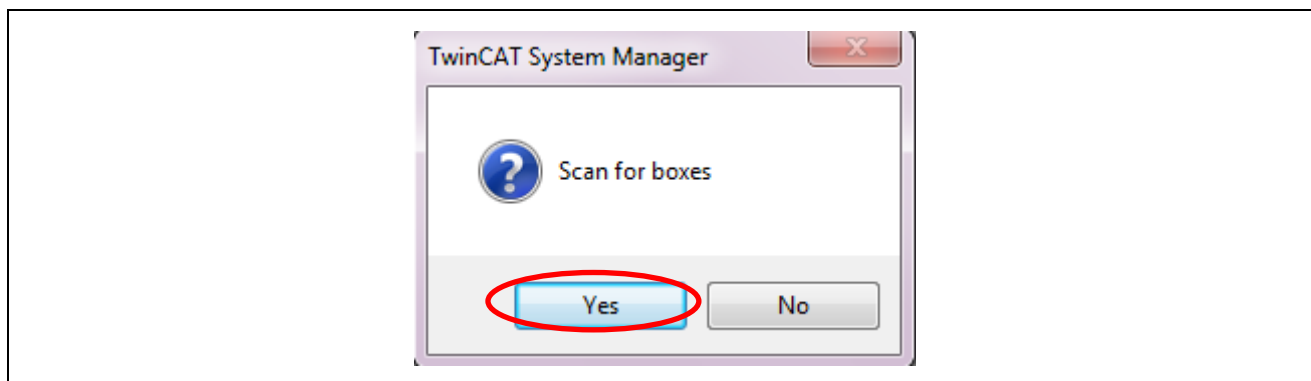 TwinCAT System Manager
Scan for boxes
Yes No